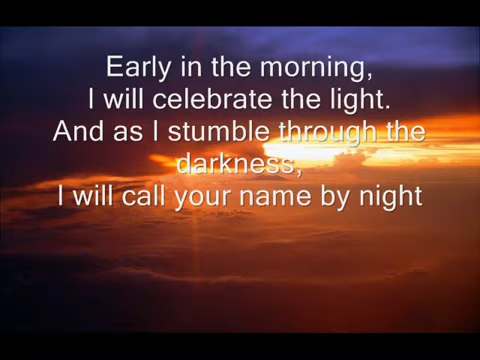 Early in the morning,
I will celebrate the light.
And as I stumble through the
darkness,
I will call your name by night